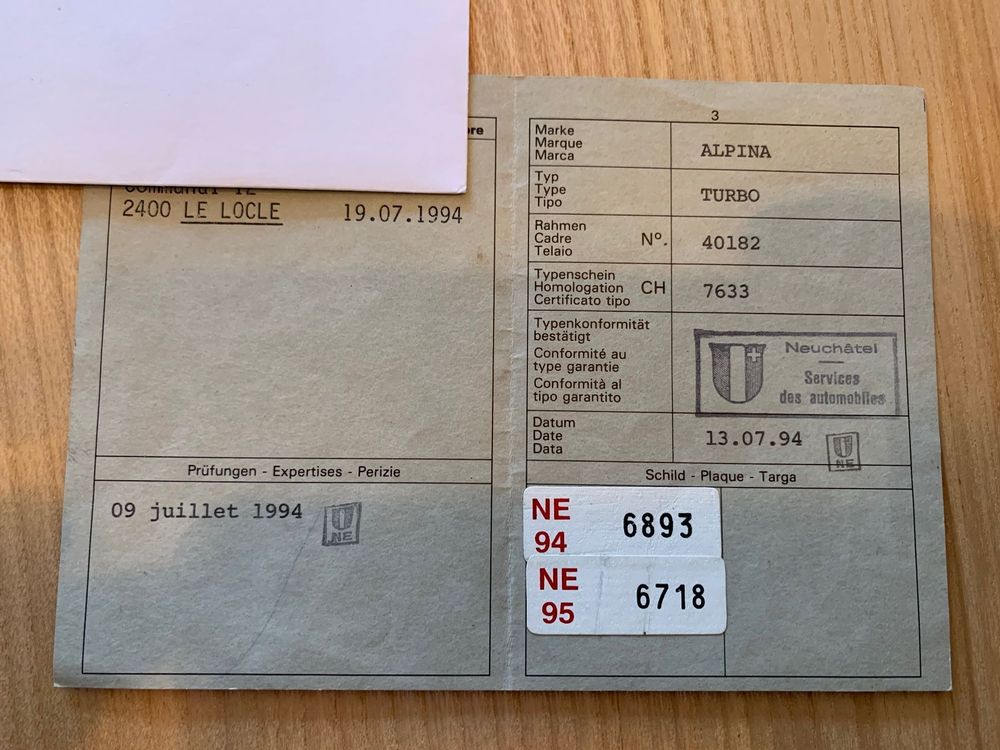 2400 LE LOCLE 19.07.1994
Prüfungen - Expertises - Perizie
09 juillet 1994
NE
3
Marke
Marque
Marca
ALPINA
Typ
Type
Tipo
TURBO
Rahmen
Cadre
Telaio
Nº.
40182
Typenschein
Homologation CH
Certificato tipo
7633
Typenkonformität
bestätigt
Conformité au
type garantie
Conformità al
tipo garantito
Neuchâtel
Services
des automobiles
Datum
Date
Data
13.07.94
NE
Schild - Plaque - Targa
NE
94
6893
NE
95
6718